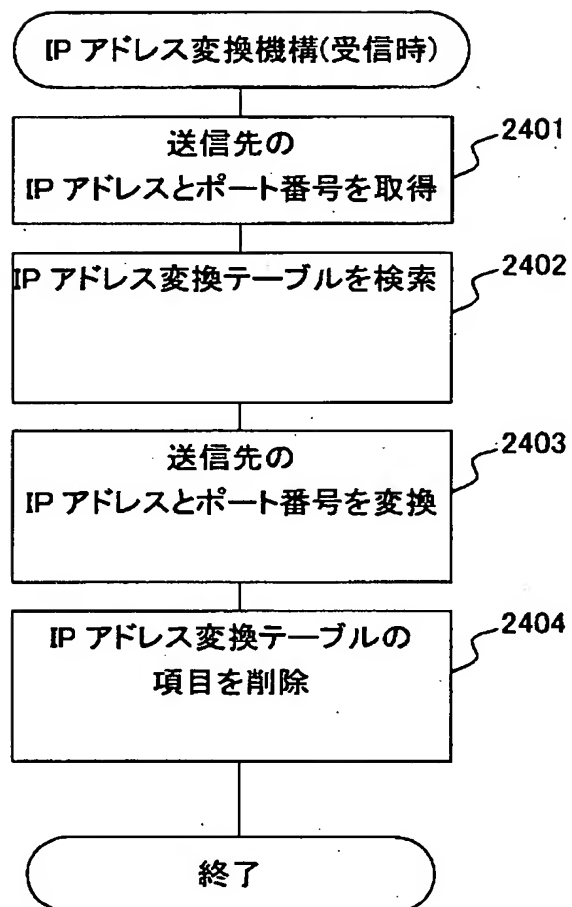 IP アドレス変換機構(受信時)
送信先の
IP アドレスとポート番号を取得
2401
IP アドレス変換テーブルを検索
2402
送信先の
IP アドレスとポート番号を変換
2403
IP アドレス変換テーブルの
項目を削除
2404
終了